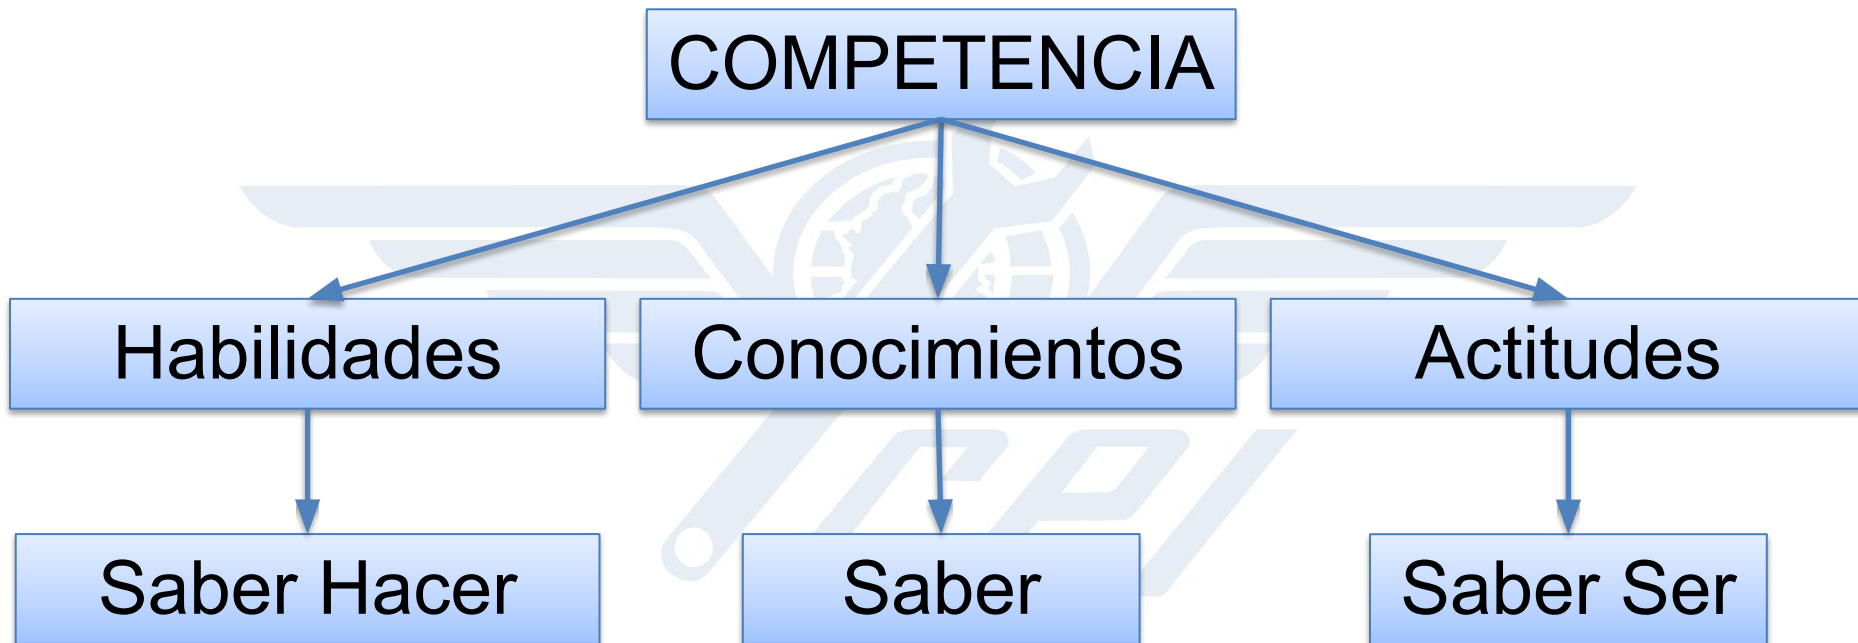 COMPETENCIA
Habilidades
Conocimientos
Actitudes
Saber Hacer
Saber
Saber Ser